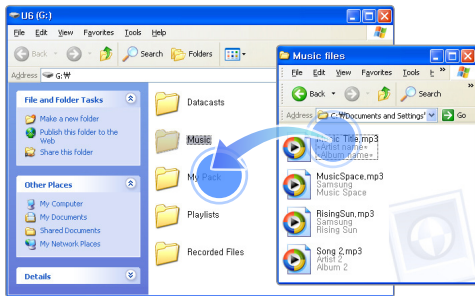 U6 (G:)
File Edit View Favorites Tools Help
Back Search Folders
Address G:₩
File and Folder Tasks
Make a new folder
Publish this folder to the
Web
Share this folder
Other Places
My Computer
My Documents
Shared Documents
My Network Places
Details
Datacasts
Music
My Pack
Playlists
Recorded Files
Music files
File Edit View Favorites Tools »
Back Search »
Address C:₩Documents and Settings Go
Music Title.mp3
*Artist name*
*Album name*
MusicSpace.mp3
Samsung
Music Space
RisingSun.mp3
Samsung
Rising Sun
Song 2.mp3
Artist 2
Album 2